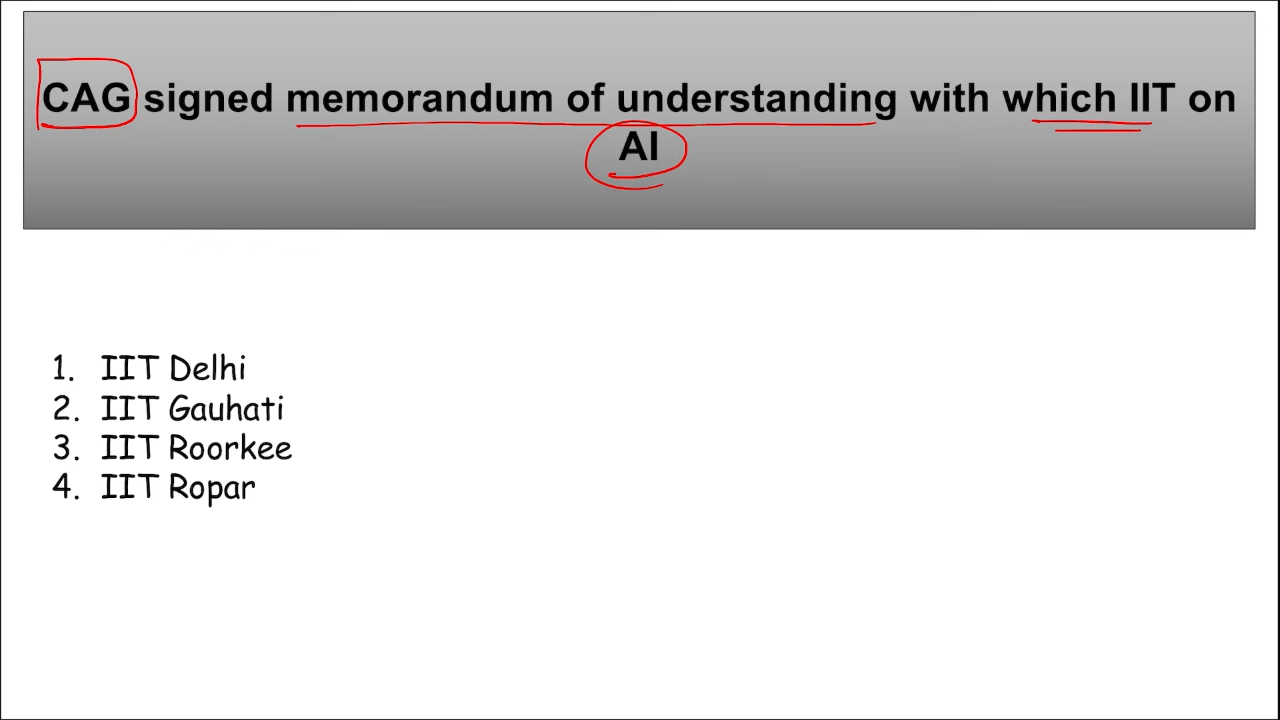 CAG signed memorandum of understanding with which IIT on
AI
1. IIT Delhi
2. IIT Gauhati
3. IIT Roorkee
4. IIT Ropar